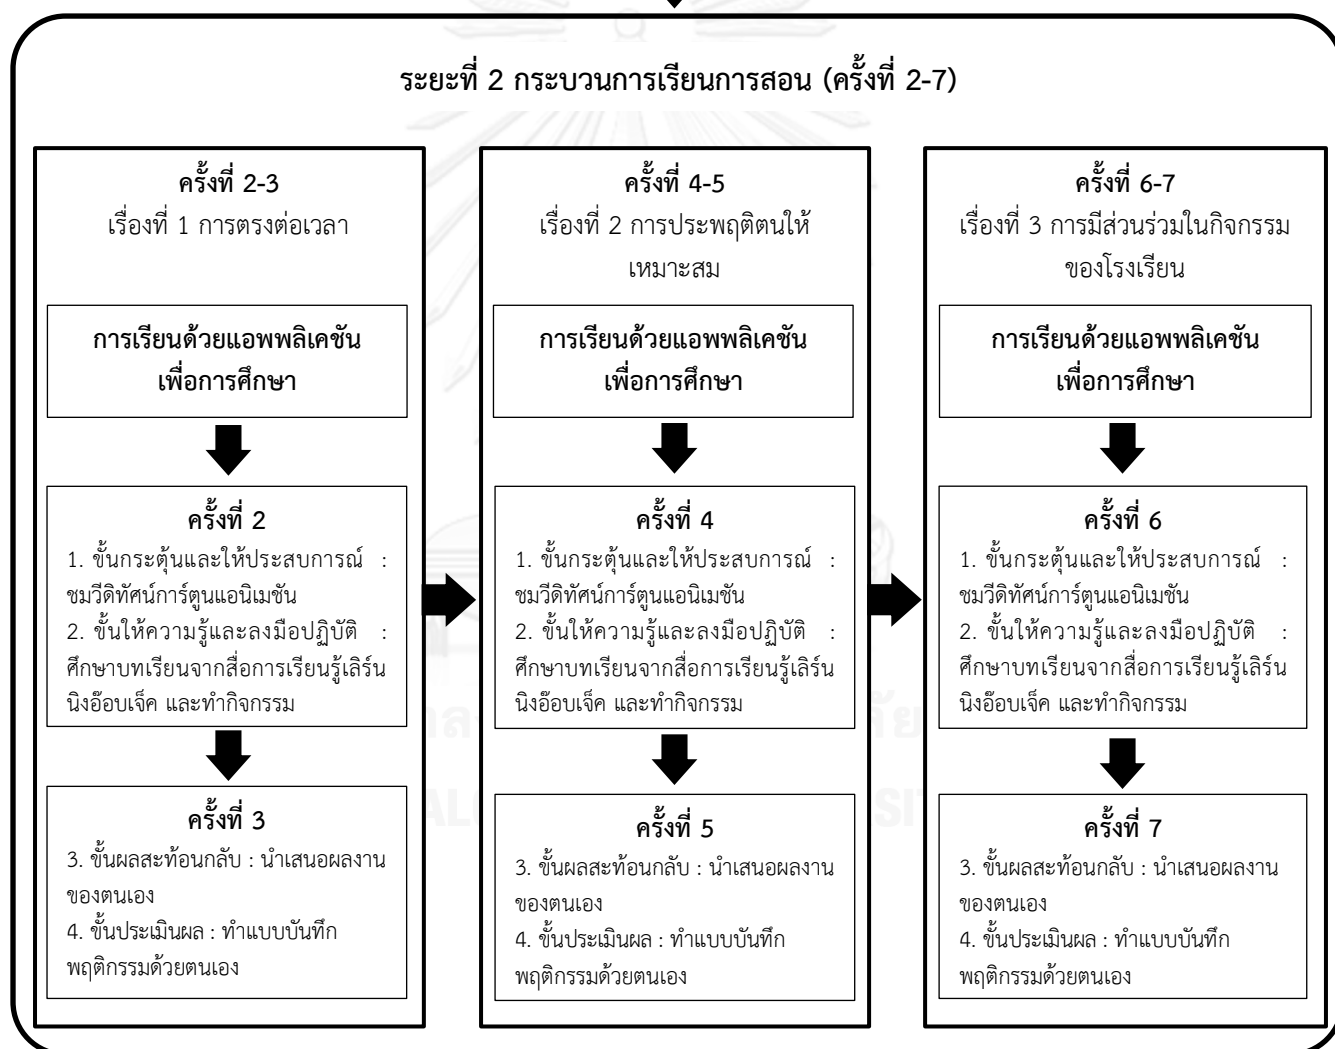 ระยะที่ 2 กระบวนการเรียนการสอน (ครั้งที่ 2-7)
ครั้งที่ 2-3
เรื่องที่ 1 การตรงต่อเวลา
การเรียนด้วยแอพพลิเคชัน
เพื่อการศึกษา
ครั้งที่ 2
1. ขั้นกระตุ้นและให้ประสบการณ์ :
ชมวีดิทัศน์การ์ตูนแอนิเมชัน
2. ขั้นให้ความรู้และลงมือปฏิบัติ :
ศึกษาบทเรียนจากสื่อการเรียนรู้เลิร์น
นิงอ๊อบเจ็ค และทำกิจกรรม
ครั้งที่ 3
3. ขั้นผลสะท้อนกลับ : นำเสนอผลงาน
ของตนเอง
4. ขั้นประเมินผล : ทำแบบบันทึก
พฤติกรรมด้วยตนเอง
ครั้งที่ 4-5
เรื่องที่ 2 การประพฤติตนให้
เหมาะสม
การเรียนด้วยแอพพลิเคชัน
เพื่อการศึกษา
ครั้งที่ 4
1. ขั้นกระตุ้นและให้ประสบการณ์ :
ชมวีดิทัศน์การ์ตูนแอนิเมชัน
2. ขั้นให้ความรู้และลงมือปฏิบัติ :
ศึกษาบทเรียนจากสื่อการเรียนรู้เลิร์น
นิงอ๊อบเจ็ค และทำกิจกรรม
ครั้งที่ 5
3. ขั้นผลสะท้อนกลับ : นำเสนอผลงาน
ของตนเอง
4. ขั้นประเมินผล : ทำแบบบันทึก
พฤติกรรมด้วยตนเอง
ครั้งที่ 6-7
เรื่องที่ 3 การมีส่วนร่วมในกิจกรรม
ของโรงเรียน
การเรียนด้วยแอพพลิเคชัน
เพื่อการศึกษา
ครั้งที่ 6
1. ขั้นกระตุ้นและให้ประสบการณ์ :
ชมวีดิทัศน์การ์ตูนแอนิเมชัน
2. ขั้นให้ความรู้และลงมือปฏิบัติ :
ศึกษาบทเรียนจากสื่อการเรียนรู้เลิร์น
นิงอ๊อบเจ็ค และทำกิจกรรม
ครั้งที่ 7
3. ขั้นผลสะท้อนกลับ : นำเสนอผลงาน
ของตนเอง
4. ขั้นประเมินผล : ทำแบบบันทึก
พฤติกรรมด้วยตนเอง